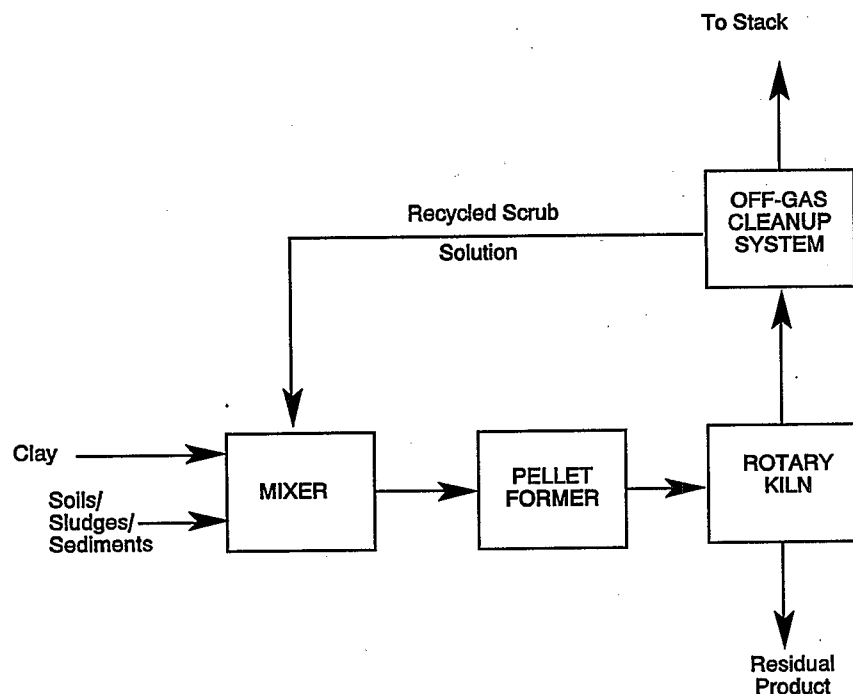 To Stack
OFF-GAS
CLEANUP
SYSTEM
Recycled Scrub
Solution
Clay
Soils/
Sludges/
Sediments
MIXER
PELLET
FORMER
ROTARY
KILN
Residual
Product